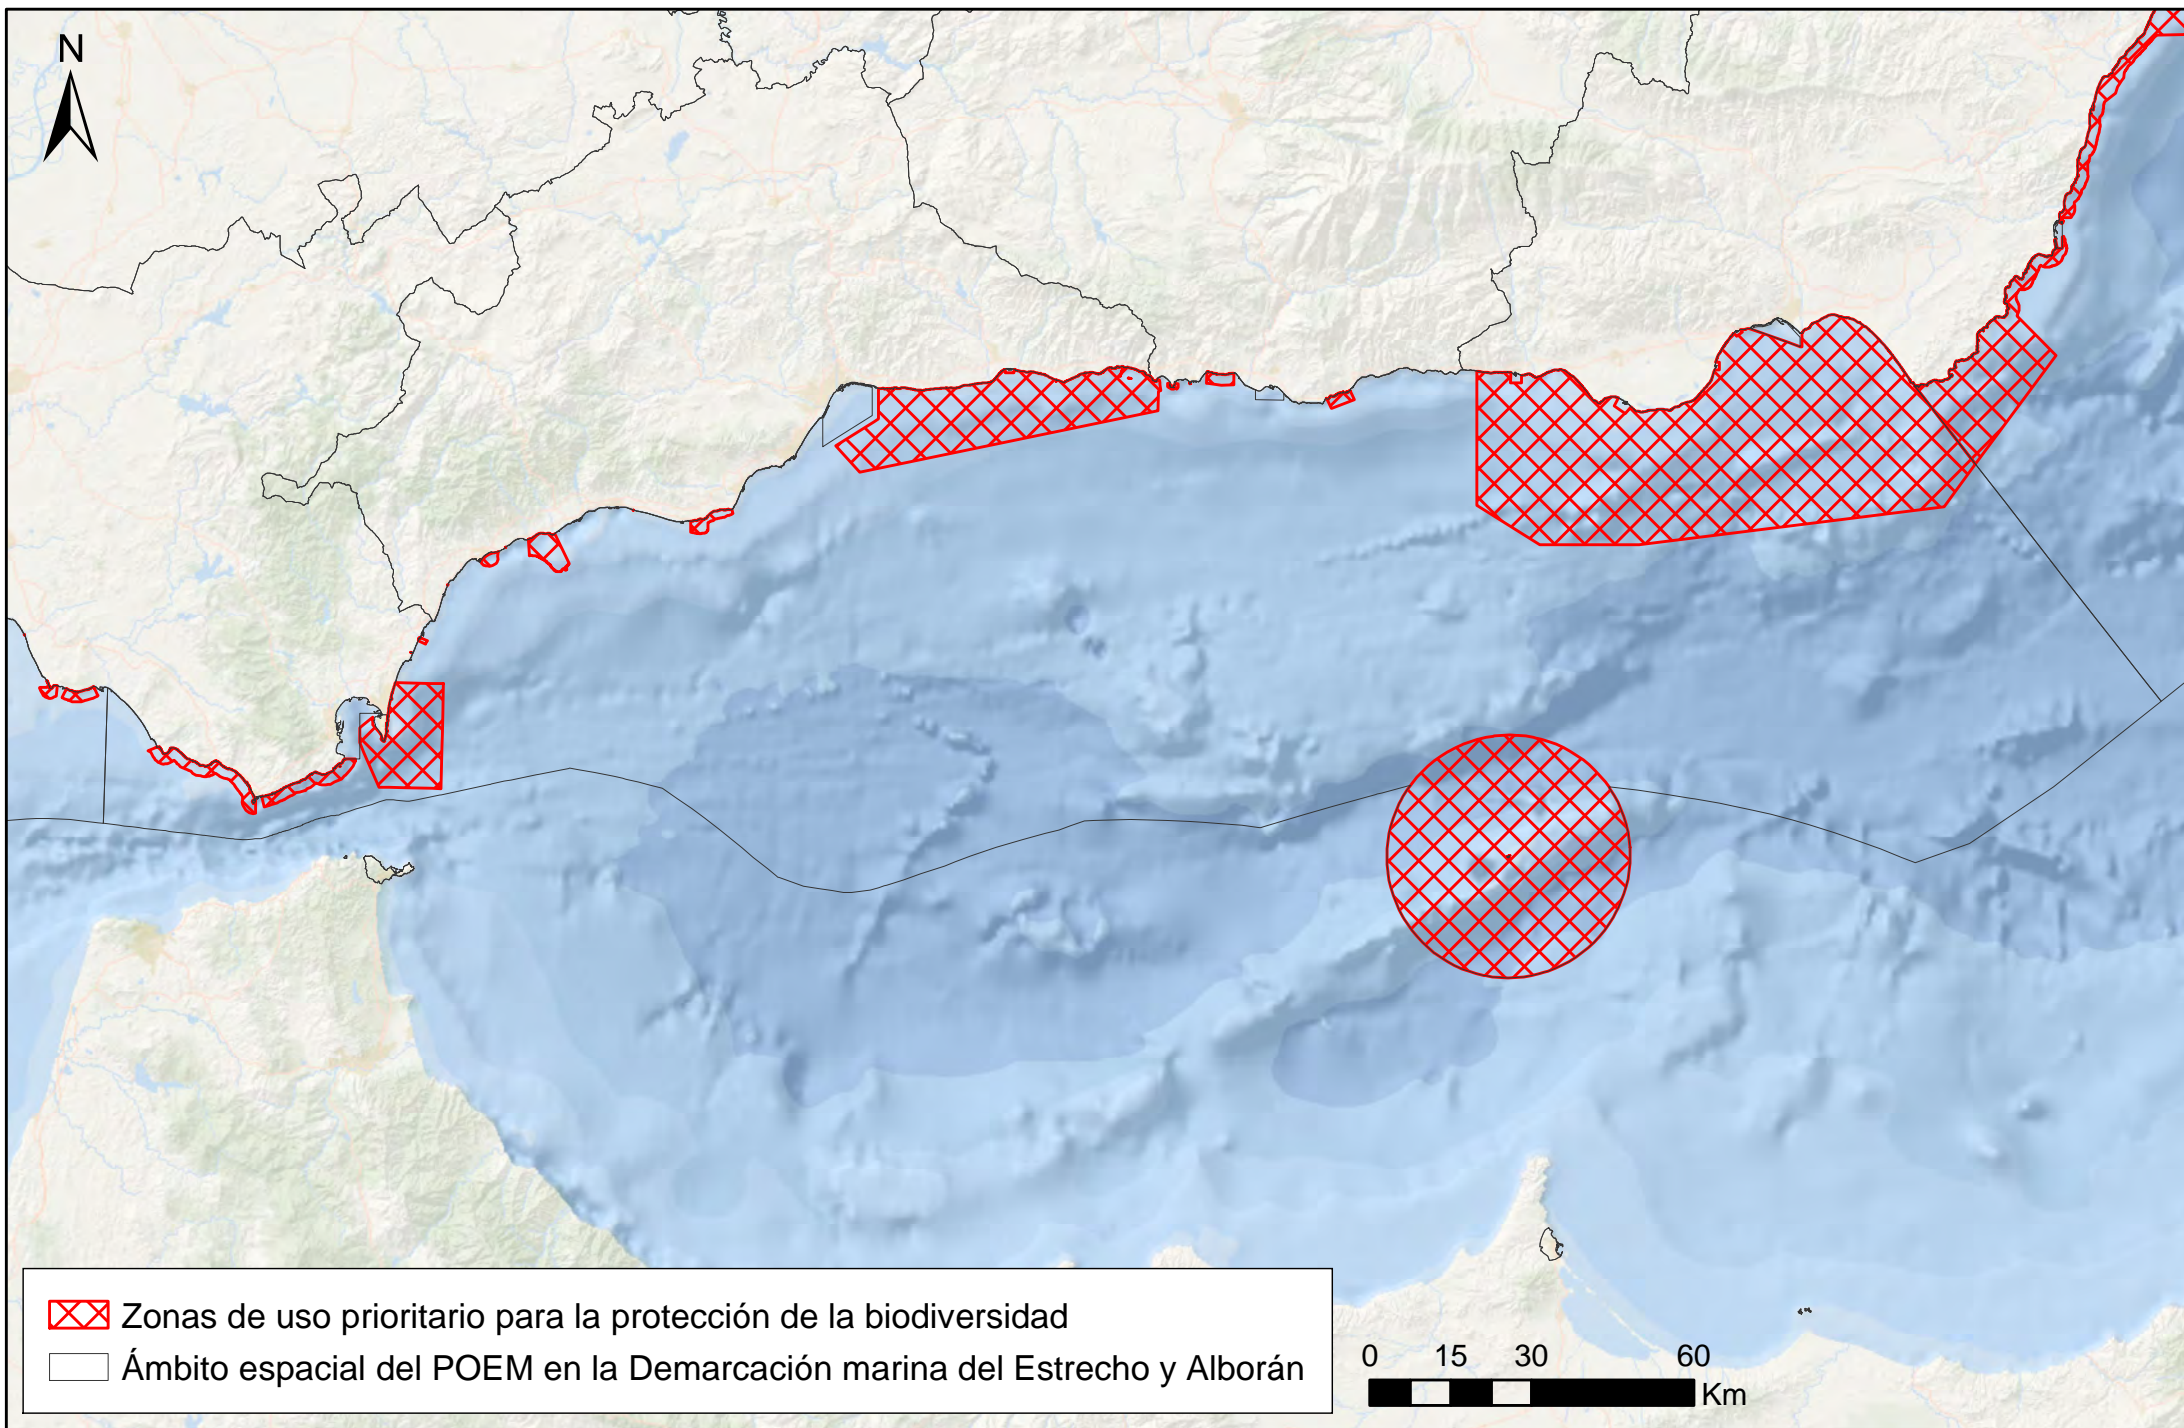 N
Zonas de uso prioritario para la protección de la biodiversidad
Ámbito espacial del POEM en la Demarcación marina del Estrecho y Alborán
0 15 30 60
Km